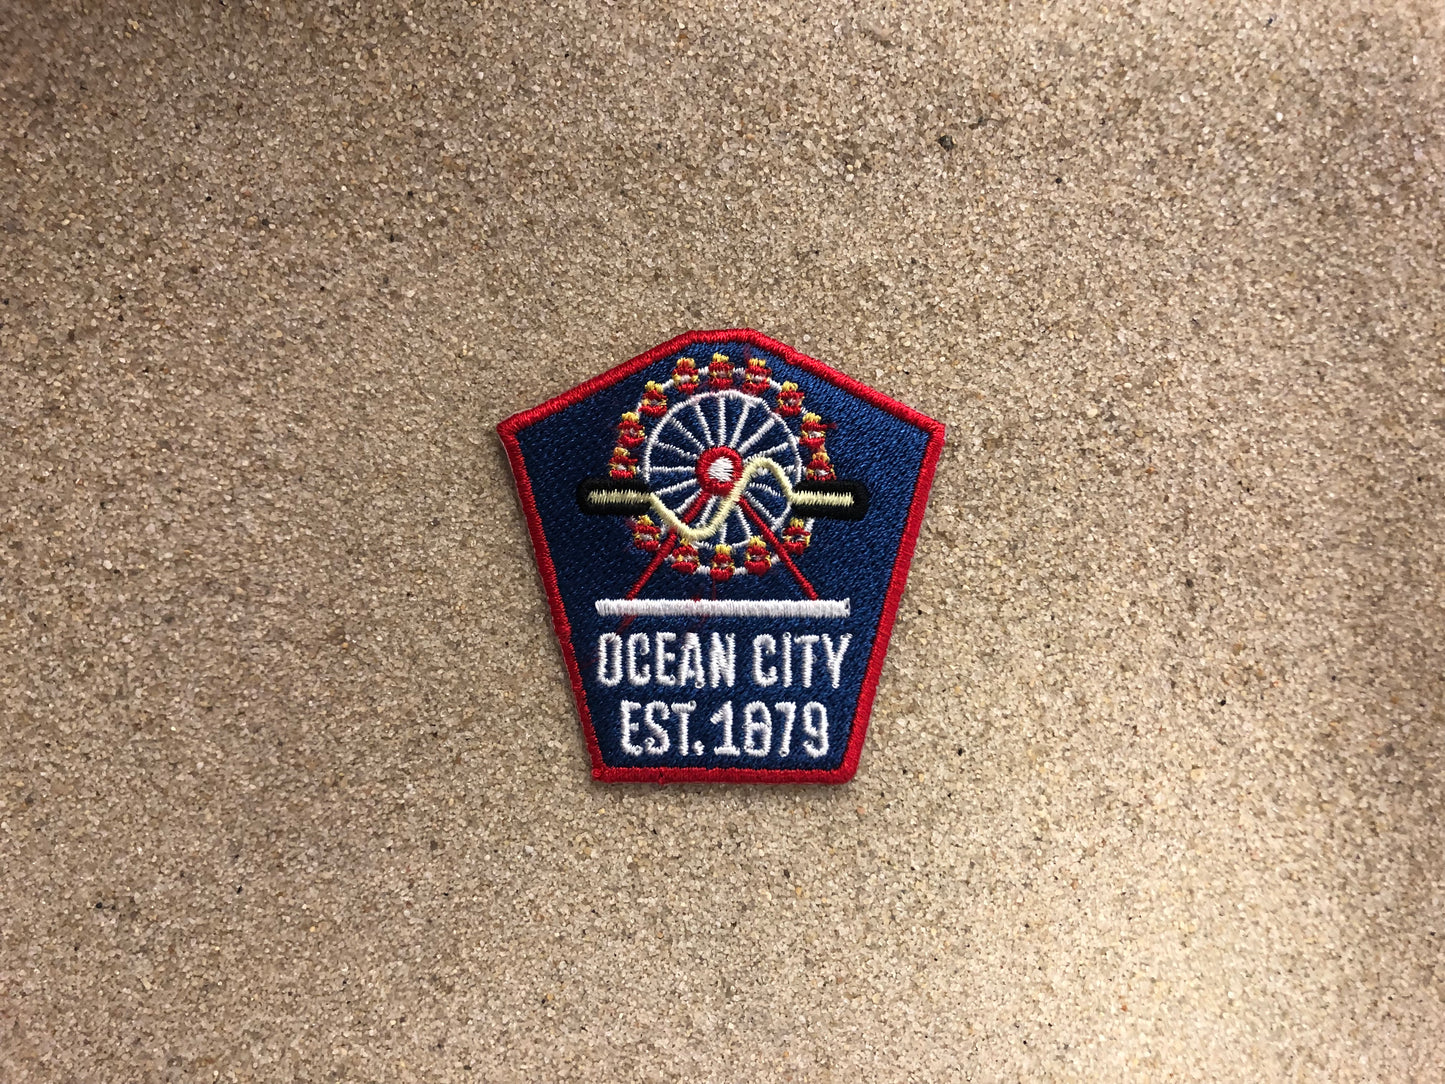 OCEAN CITY
EST. 1879